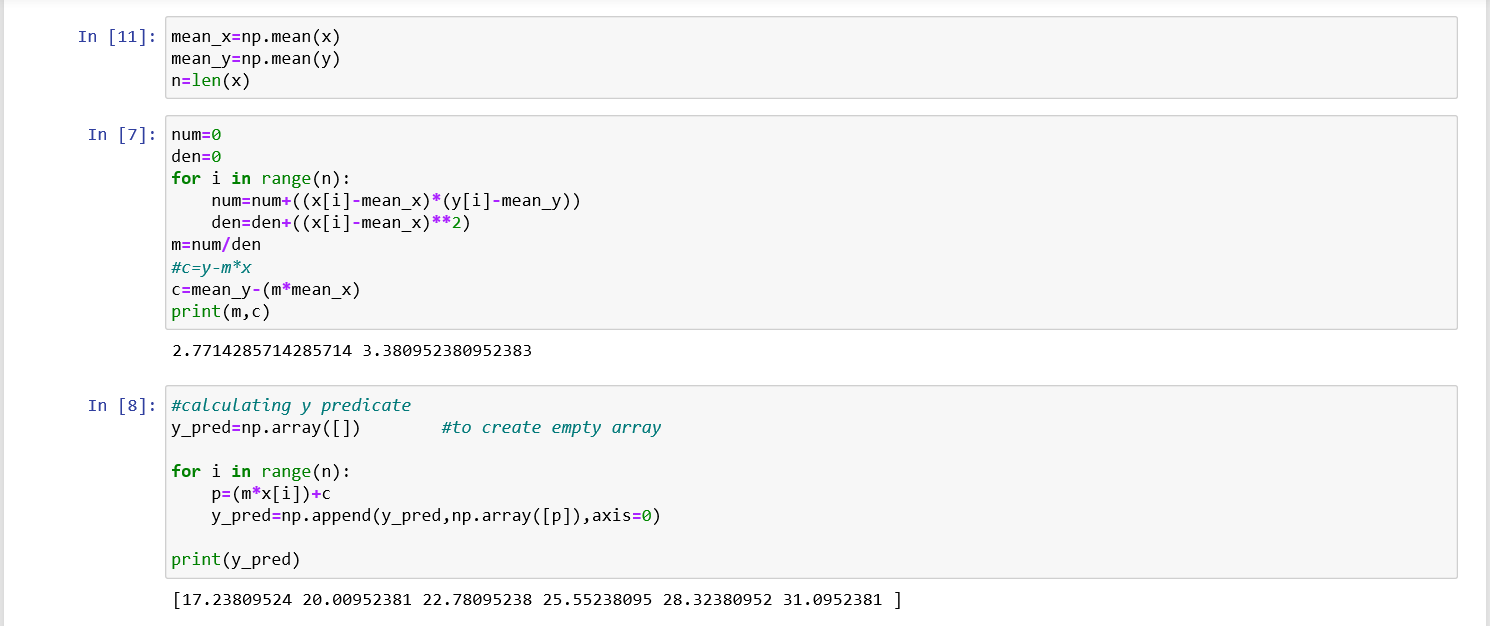 In [11]: mean_x=np.mean(x)
mean_y=np.mean(y)
n=len(x)
In [7]: num=0
den=0
for i in range(n):
    num=num+((x[i]-mean_x)*(y[i]-mean_y))
    den=den+((x[i]-mean_x)**2)
m=num/den
#c=y-m*x
c=mean_y-(m*mean_x)
print(m,c)
2.7714285714285714 3.380952380952383
In [8]: #calculating y predicate
y_pred=np.array([])        #to create empty array
for i in range(n):
    p=(m*x[i])+c
    y_pred=np.append(y_pred,np.array([p]),axis=0)
print(y_pred)
[17.23809524 20.00952381 22.78095238 25.55238095 28.32380952 31.0952381 ]